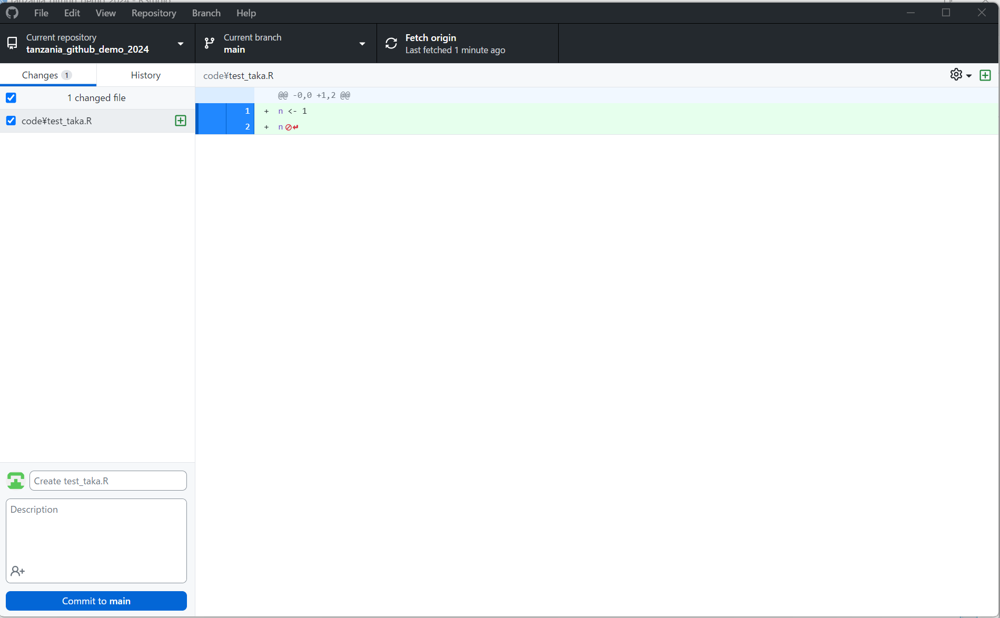 tanzania_github_demo_2024 - RStudio
File Edit View Repository Branch Help
Current repository
tanzania_github_demo_2024
Current branch
main
Fetch origin
Last fetched 1 minute ago
Changes 1
History
code¥test_taka.R
1 changed file
code¥test_taka.R
@@ -0,0 +1,2 @@
1 + n <- 1
2 + n
Create test_taka.R
Description
Commit to main